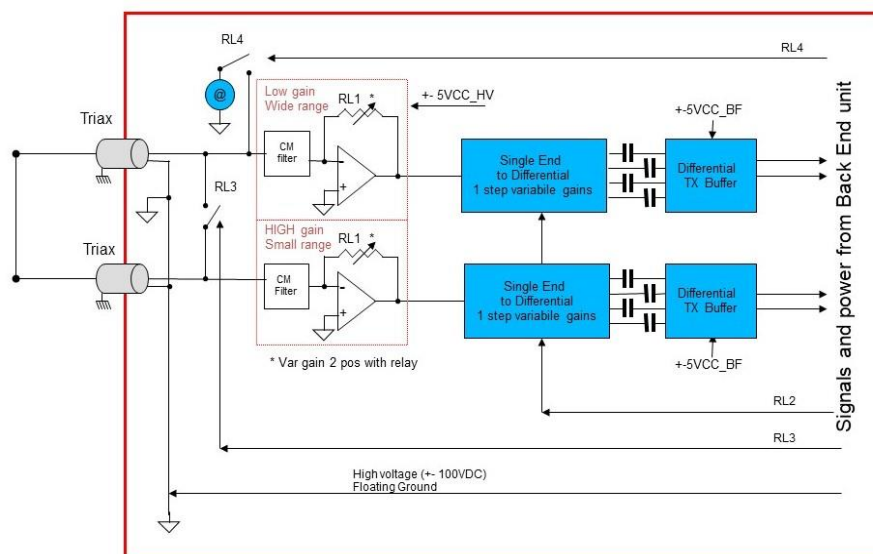 RL4
RL4
@
Low gain
Wide range
RL1 *
+- 5VCC_HV
+-5VCC_BF
Triax
CM
filter
-
+
Single End
to Differential
1 step variabile gains
Differential
TX Buffer
RL3
HIGH gain
Small range
RL1 *
Triax
CM
Filter
-
+
Single End
to Differential
1 step variabile gains
Differential
TX Buffer
* Var gain 2 pos with relay
+-5VCC_BF
RL2
RL3
High voltage (+- 100VDC)
Floating Ground
Signals and power from Back End unit